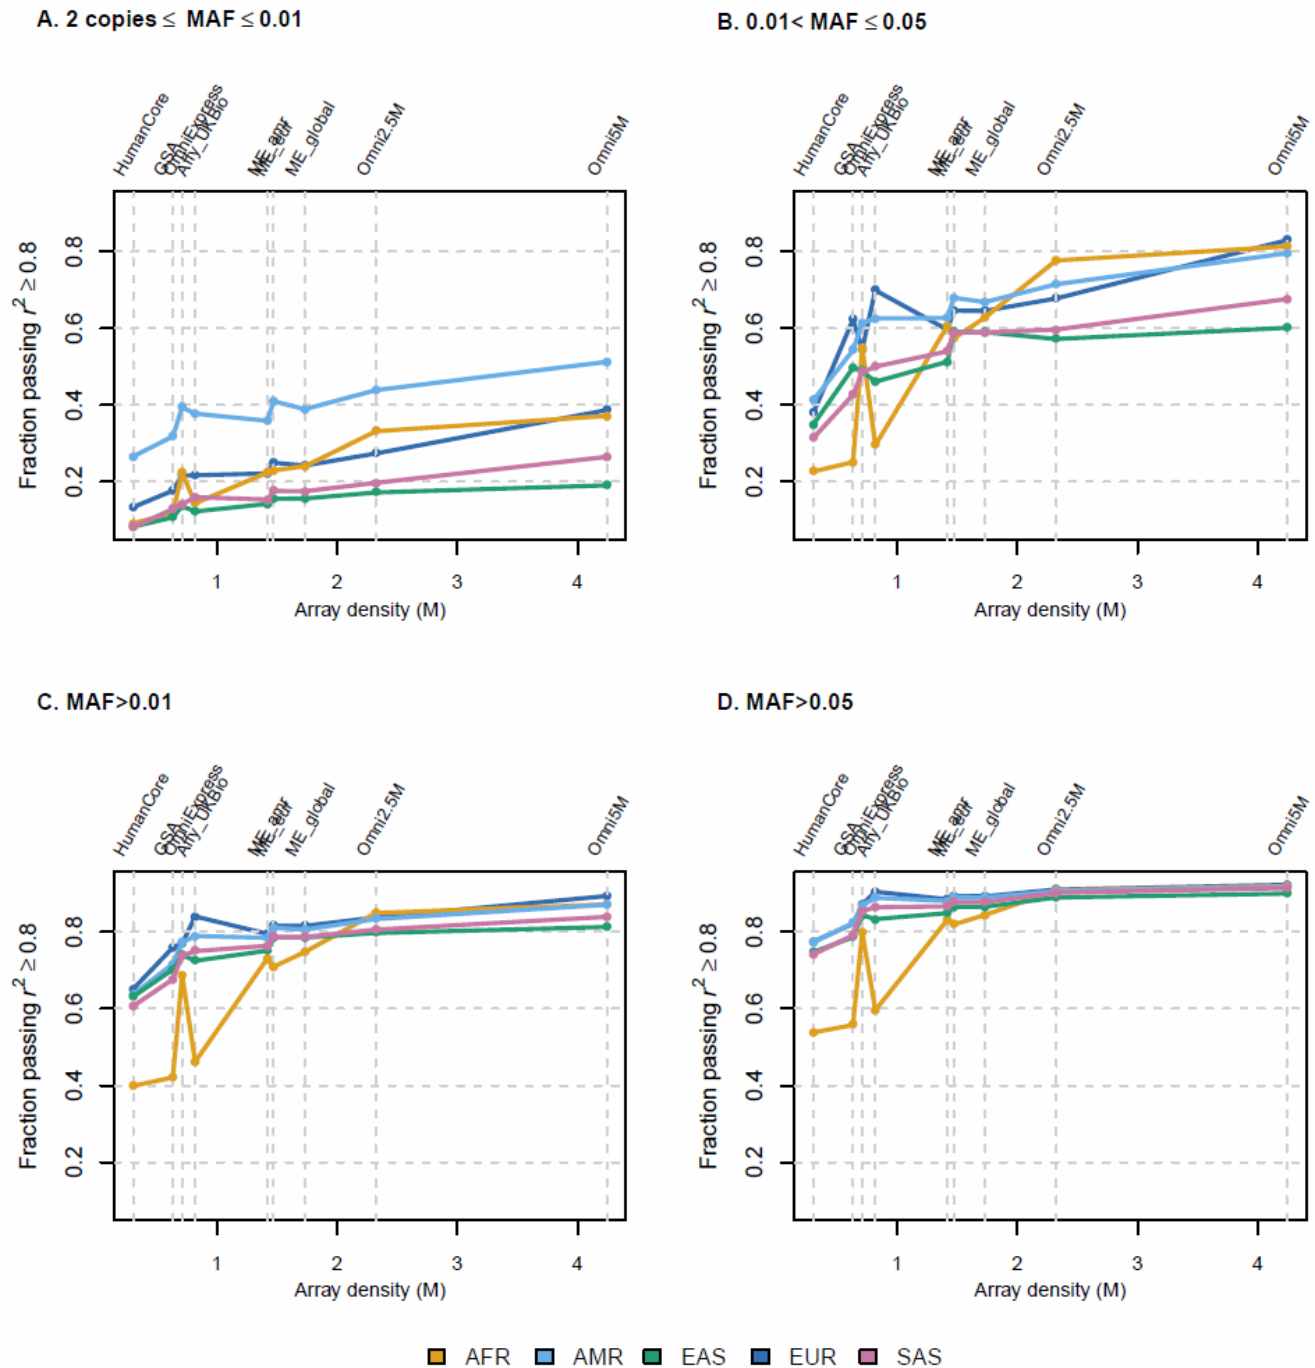 A. 2 copies ≤ MAF ≤ 0.01
HumanCore
GSA
OmniExpress
Affy_UKBio
ME_amr
ME_eur
ME_global
Omni2.5M
Omni5M
Fraction passing r² ≥ 0.8
0.8
0.6
0.4
0.2
1 2 3 4
Array density (M)
B. 0.01< MAF ≤ 0.05
HumanCore
GSA
OmniExpress
Affy_UKBio
ME_amr
ME_eur
ME_global
Omni2.5M
Omni5M
Fraction passing r² ≥ 0.8
0.8
0.6
0.4
0.2
1 2 3 4
Array density (M)
C. MAF>0.01
HumanCore
GSA
OmniExpress
Affy_UKBio
ME_amr
ME_eur
ME_global
Omni2.5M
Omni5M
Fraction passing r² ≥ 0.8
0.8
0.6
0.4
0.2
1 2 3 4
Array density (M)
D. MAF>0.05
HumanCore
GSA
OmniExpress
Affy_UKBio
ME_amr
ME_eur
ME_global
Omni2.5M
Omni5M
Fraction passing r² ≥ 0.8
0.8
0.6
0.4
0.2
1 2 3 4
Array density (M)
AFR AMR EAS EUR SAS